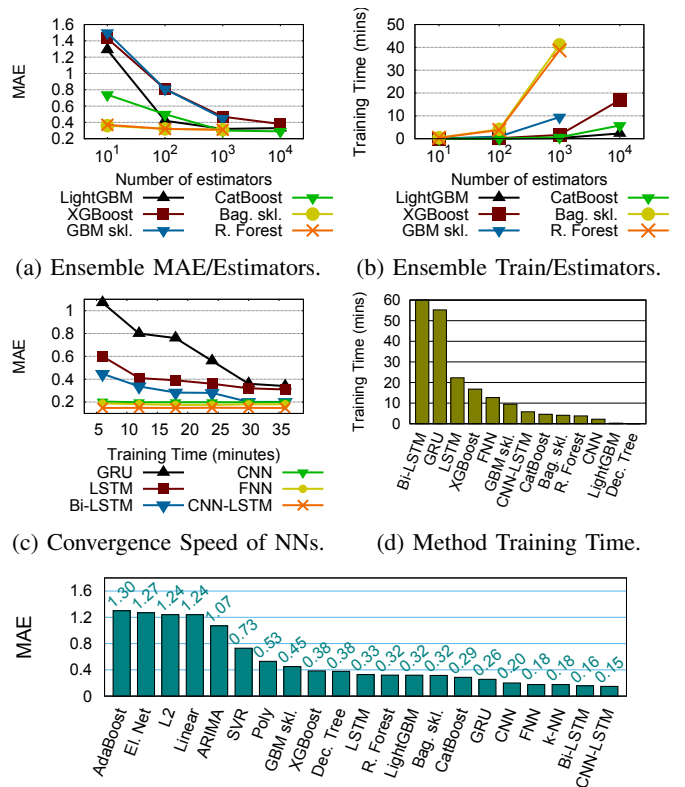 MAE
1.6
1.4
1.2
1
0.8
0.6
0.4
0.2
10^1 10^2 10^3 10^4
Number of estimators
LightGBM CatBoost
XGBoost Bag. skl.
GBM skl. R. Forest
(a) Ensemble MAE/Estimators.
Training Time (mins)
60
50
40
30
20
10
0
10^1 10^2 10^3 10^4
Number of estimators
LightGBM CatBoost
XGBoost Bag. skl.
GBM skl. R. Forest
(b) Ensemble Train/Estimators.
MAE
1
0.8
0.6
0.4
0.2
5 10 15 20 25 30 35
Training Time (minutes)
GRU CNN
LSTM FNN
Bi-LSTM CNN-LSTM
(c) Convergence Speed of NNs.
Training Time (mins)
60
50
40
30
20
10
0
Bi-LSTM
GRU
LSTM
XGBoost
FNN
GBM skl.
CNN-LSTM
CatBoost
Bag. skl.
R. Forest
CNN
LightGBM
Dec. Tree
(d) Method Training Time.
MAE
1.6
1.2
0.8
0.4
0
1.30
1.27
1.24
1.24
1.07
0.73
0.53
0.45
0.38
0.38
0.33
0.32
0.32
0.32
0.29
0.26
0.20
0.18
0.18
0.16
0.15
AdaBoost
El. Net
L2
Linear
ARIMA
SVR
Poly
GBM skl.
XGBoost
Dec. Tree
LSTM
R. Forest
LightGBM
Bag. skl.
CatBoost
GRU
CNN
FNN
k-NN
Bi-LSTM
CNN-LSTM